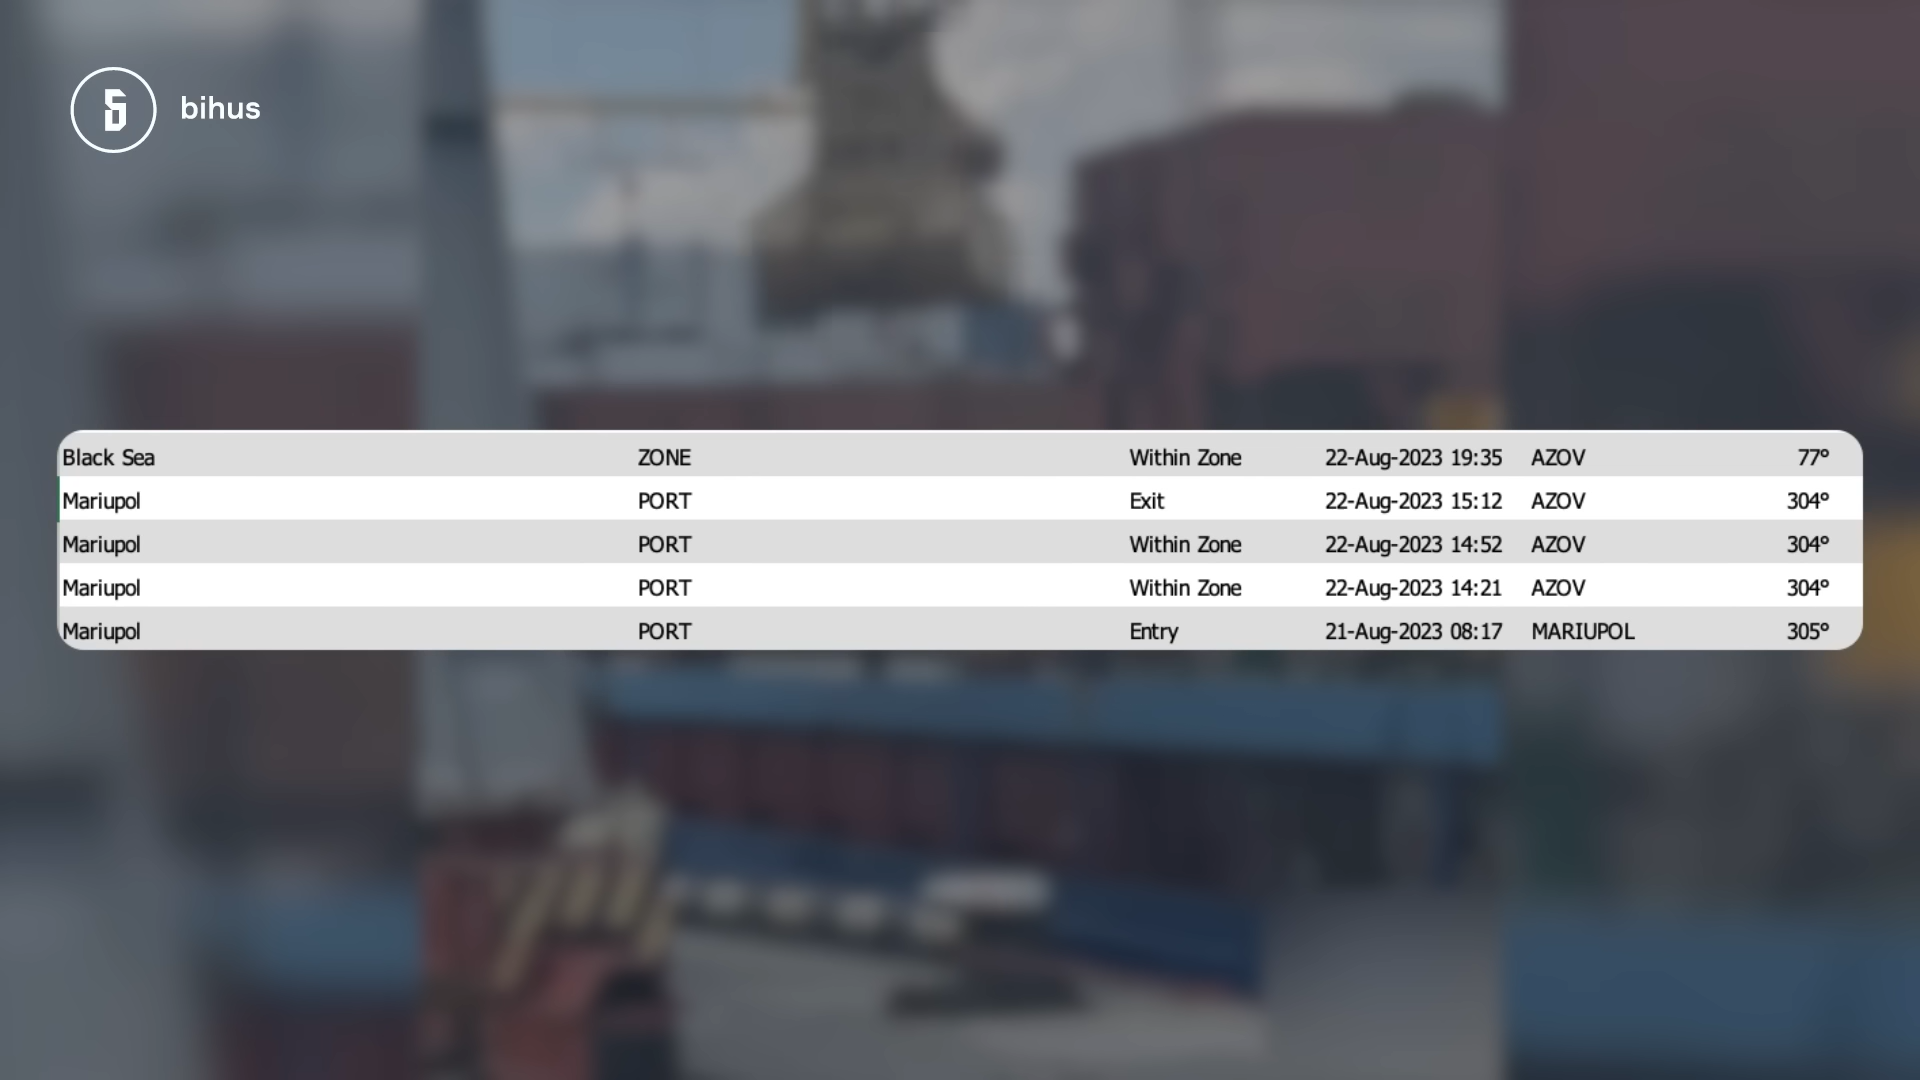 bihus
Black Sea ZONE Within Zone 22-Aug-2023 19:35 AZOV 77°
Mariupol PORT Exit 22-Aug-2023 15:12 AZOV 304°
Mariupol PORT Within Zone 22-Aug-2023 14:52 AZOV 304°
Mariupol PORT Within Zone 22-Aug-2023 14:21 AZOV 304°
Mariupol PORT Entry 21-Aug-2023 08:17 MARIUPOL 305°